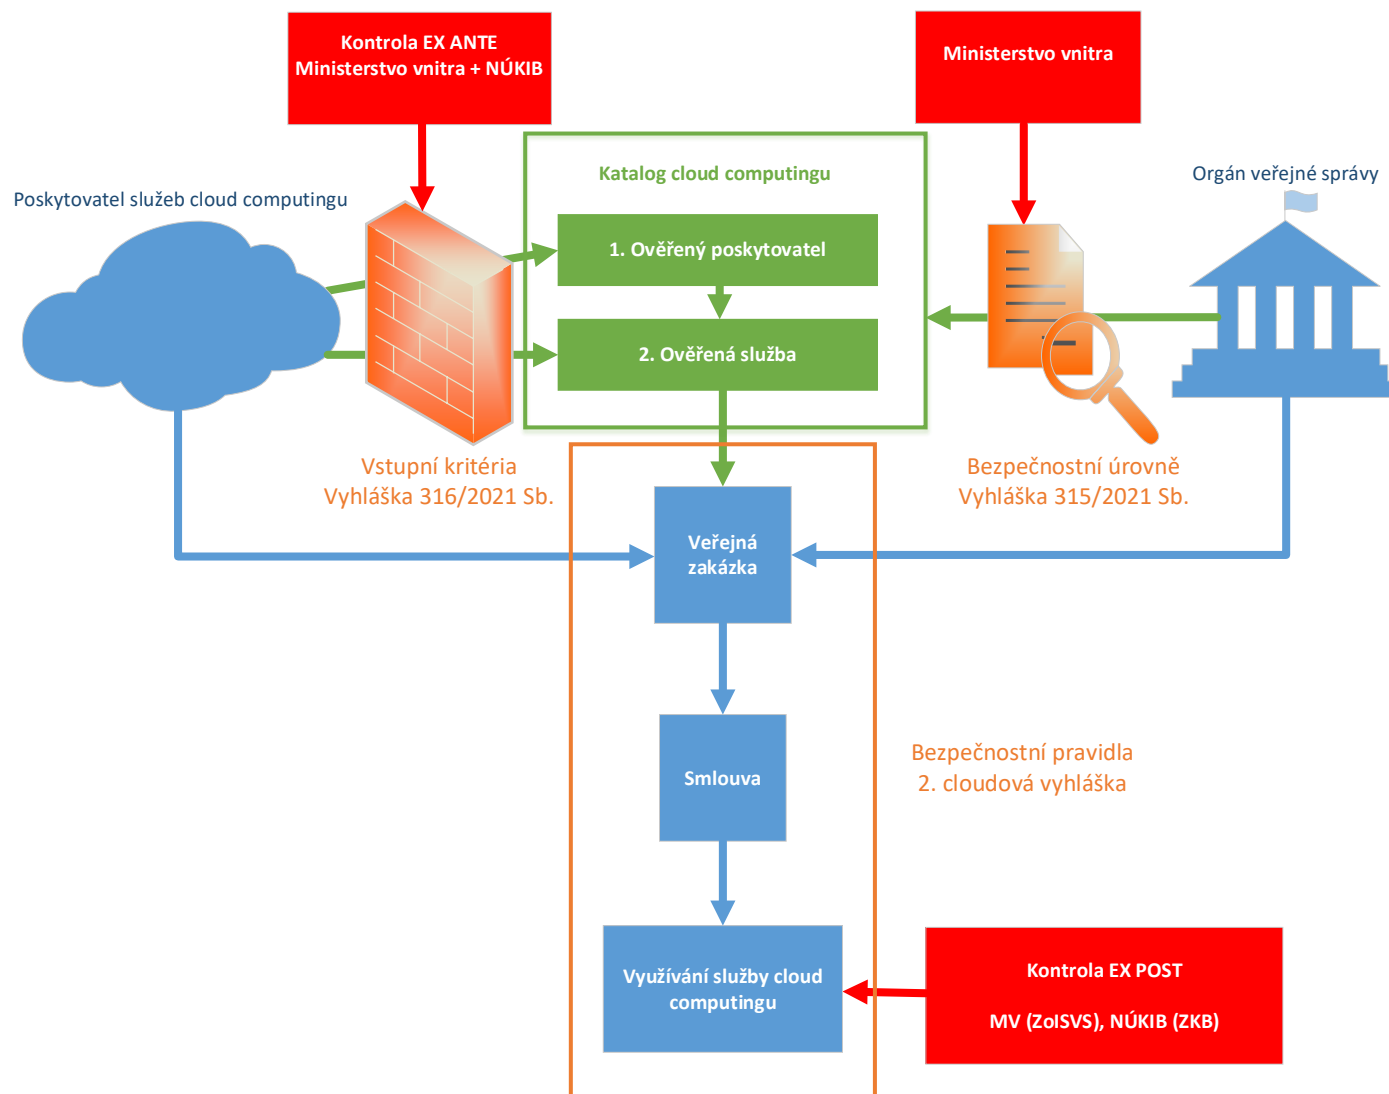 Kontrola EX ANTE
Ministerstvo vnitra + NÚKIB
Ministerstvo vnitra
Poskytovatel služeb cloud computingu
Katalog cloud computingu
Orgán veřejné správy
1. Ověřený poskytovatel
2. Ověřená služba
Vstupní kritéria
Vyhláška 316/2021 Sb.
Bezpečnostní úrovně
Vyhláška 315/2021 Sb.
Veřejná
zakázka
Smlouva
Bezpečnostní pravidla
2. cloudová vyhláška
Využívání služby cloud
computingu
Kontrola EX POST
MV (ZoISVS), NÚKIB (ZKB)